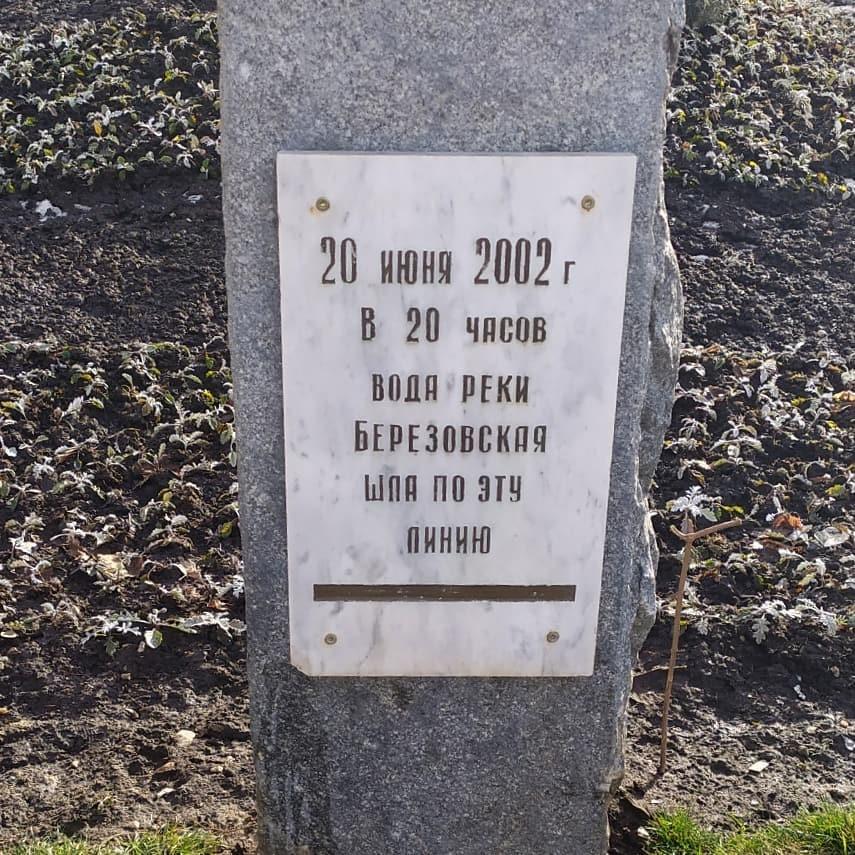 20 июня 2002 г
В 20 часов
вода реки
Березовская
шла по эту
линию